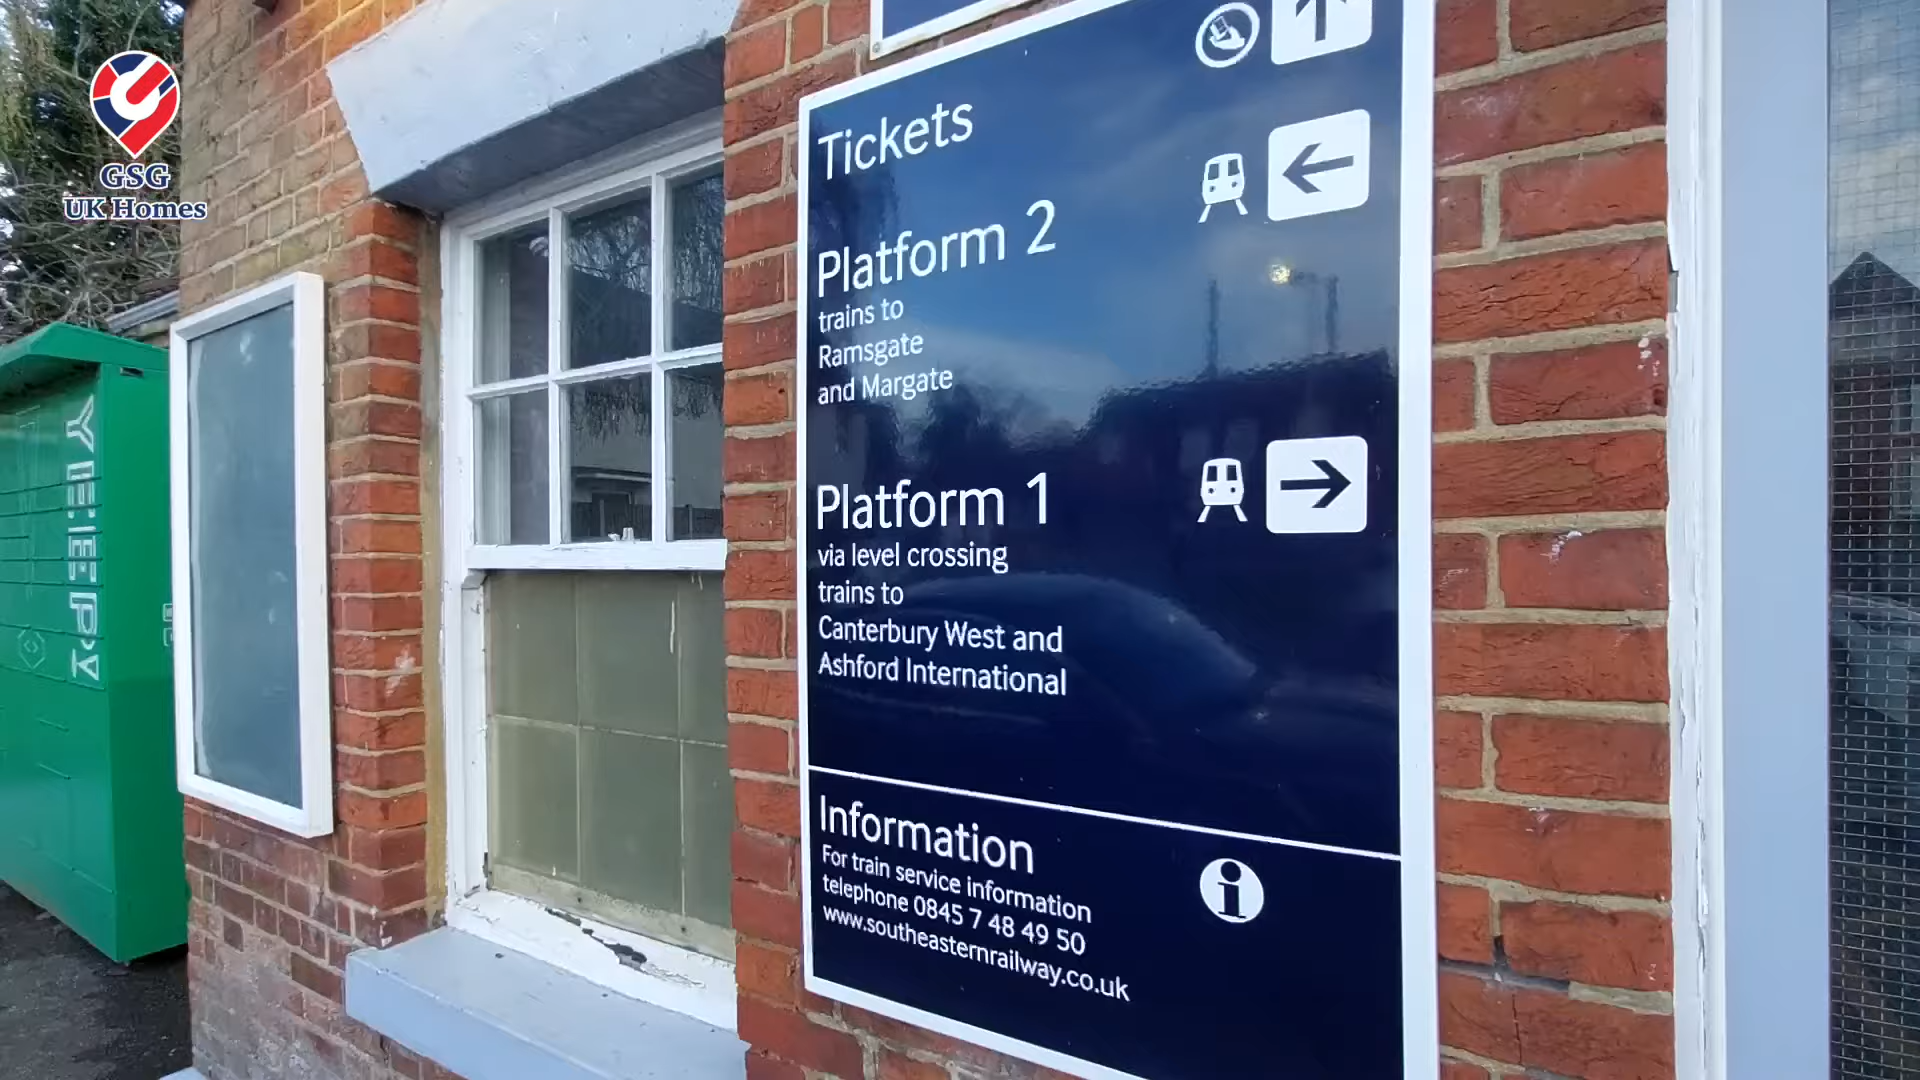 GSG
UK Homes
YEEP!
Tickets
Platform 2
trains to
Ramsgate
and Margate
Platform 1
via level crossing
trains to
Canterbury West and
Ashford International
Information
For train service information
telephone 0845 7 48 49 50
www.southeasternrailway.co.uk